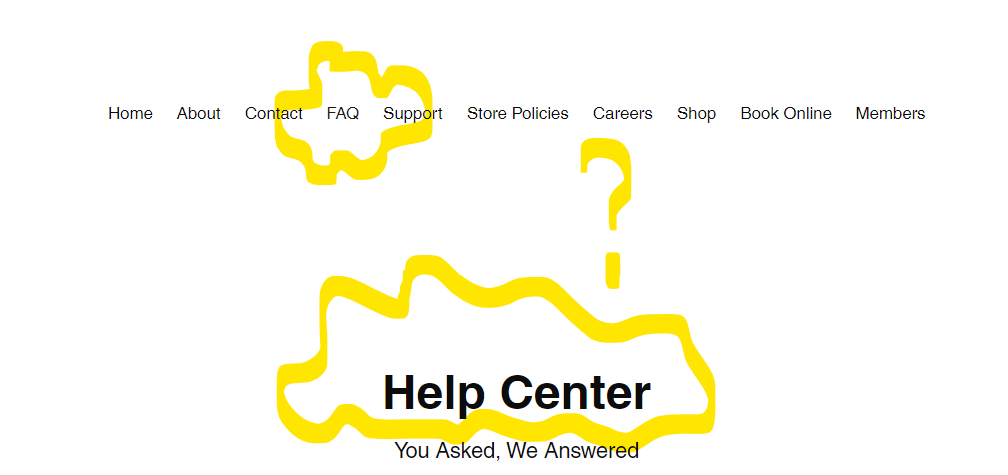 Home About Contact FAQ Support Store Policies Careers Shop Book Online Members
?
Help Center
You Asked, We Answered